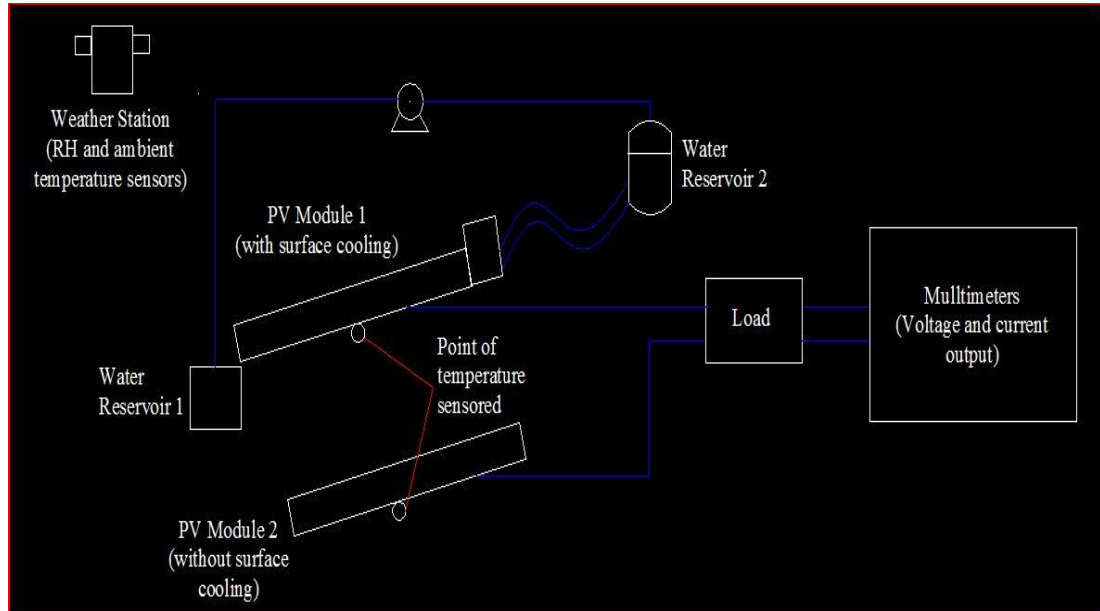 Weather Station
(RH and ambient
temperature sensors)
Water
Reservoir 2
PV Module 1
(with surface cooling)
Load
Mulltimeters
(Voltage and current
output)
Point of
temperature
sensored
Water
Reservoir 1
PV Module 2
(without surface
cooling)